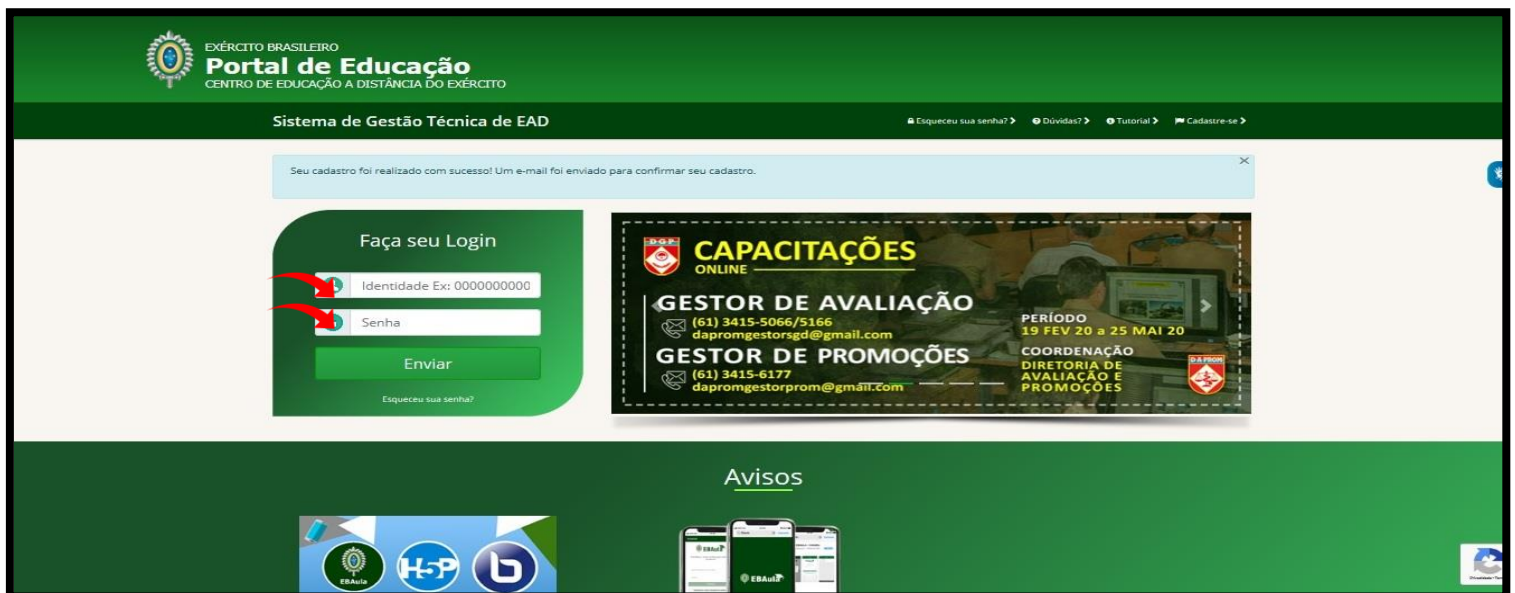 EXÉRCITO BRASILEIRO
Portal de Educação
CENTRO DE EDUCAÇÃO A DISTÂNCIA DO EXÉRCITO
Sistema de Gestão Técnica de EAD
Esqueceu sua senha?
Dúvidas?
Tutorial
Cadastre-se
Seu cadastro foi realizado com sucesso! Um e-mail foi enviado para confirmar seu cadastro.
Faça seu Login
Identidade Ex: 0000000000
Senha
Enviar
Esqueceu sua senha?
DGP
CAPACITAÇÕES
ONLINE
GESTOR DE AVALIAÇÃO
(61) 3415-5066/5166
dapromgestorsgd@gmail.com
GESTOR DE PROMOÇÕES
(61) 3415-6177
dapromgestorprom@gmail.com
PERÍODO
19 FEV 20 a 25 MAI 20
COORDENAÇÃO
DIRETORIA DE
AVALIAÇÃO E
PROMOÇÕES
D-A-PROM
Avisos
EBAula
H5P
b
EBAula
EBAula